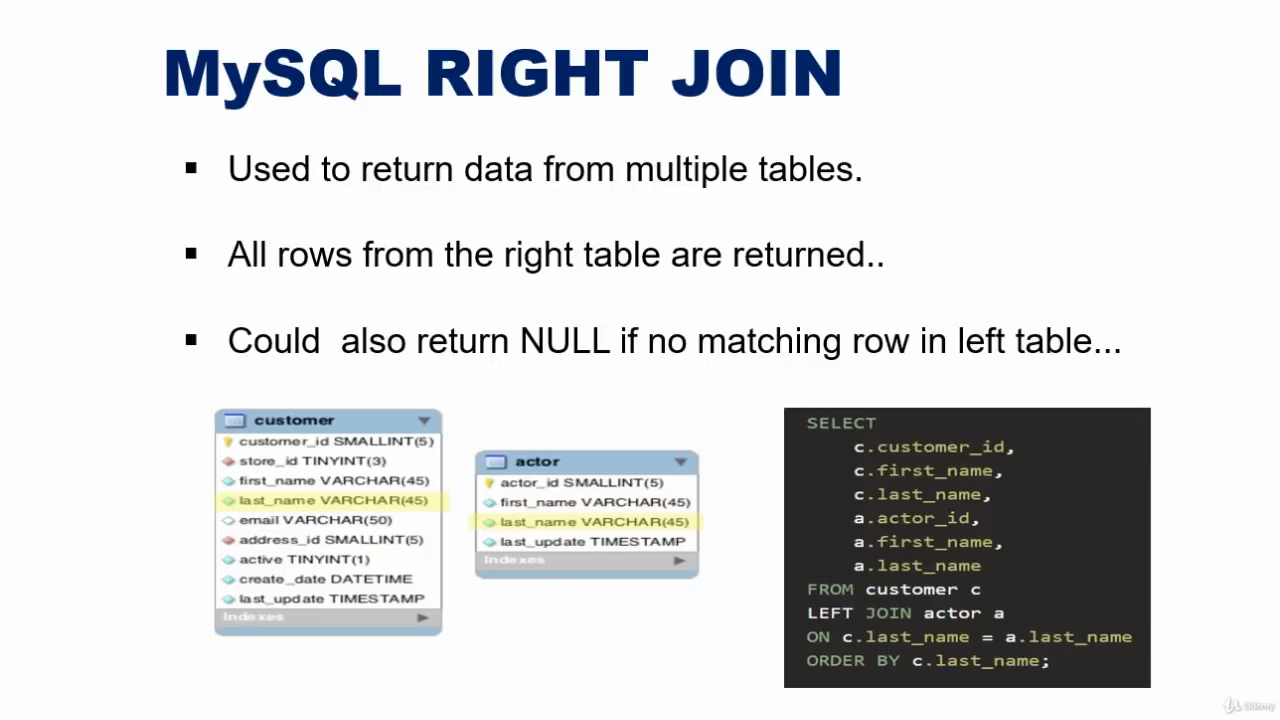 MySQL RIGHT JOIN
▪ Used to return data from multiple tables.
▪ All rows from the right table are returned..
▪ Could also return NULL if no matching row in left table...
customer
customer_id SMALLINT(5)
store_id TINYINT(3)
first_name VARCHAR(45)
last_name VARCHAR(45)
email VARCHAR(50)
address_id SMALLINT(5)
active TINYINT(1)
create_date DATETIME
last_update TIMESTAMP
Indexes
actor
actor_id SMALLINT(5)
first_name VARCHAR(45)
last_name VARCHAR(45)
last_update TIMESTAMP
Indexes
SELECT
c.customer_id,
c.first_name,
c.last_name,
a.actor_id,
a.first_name,
a.last_name
FROM customer c
LEFT JOIN actor a
ON c.last_name = a.last_name
ORDER BY c.last_name;
Udemy